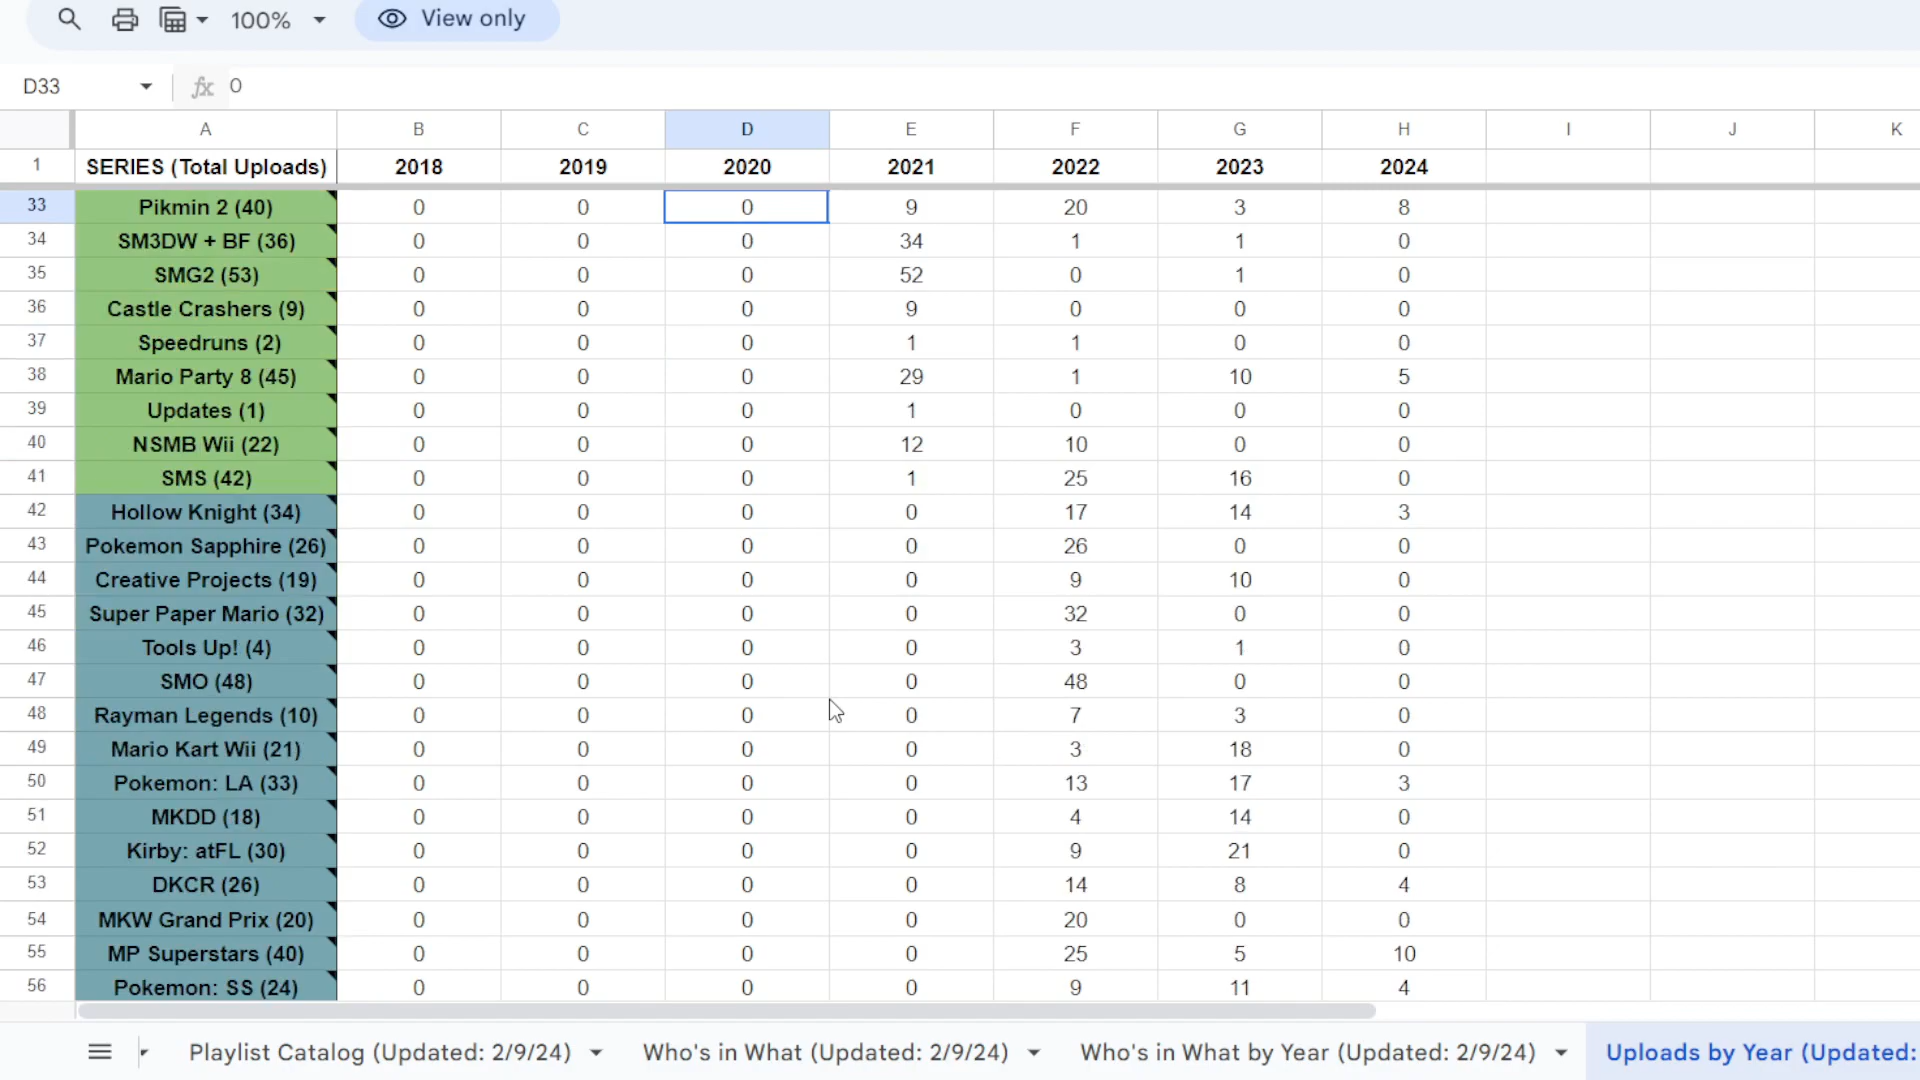 100% View only
D33 fx 0
A B C D E F G H I J K
1 SERIES (Total Uploads) 2018 2019 2020 2021 2022 2023 2024
33 Pikmin 2 (40) 0 0 0 9 20 3 8
34 SM3DW + BF (36) 0 0 0 34 1 1 0
35 SMG2 (53) 0 0 0 52 0 1 0
36 Castle Crashers (9) 0 0 0 9 0 0 0
37 Speedruns (2) 0 0 0 1 1 0 0
38 Mario Party 8 (45) 0 0 0 29 1 10 5
39 Updates (1) 0 0 0 1 0 0 0
40 NSMB Wii (22) 0 0 0 12 10 0 0
41 SMS (42) 0 0 0 1 25 16 0
42 Hollow Knight (34) 0 0 0 0 17 14 3
43 Pokemon Sapphire (26) 0 0 0 0 26 0 0
44 Creative Projects (19) 0 0 0 0 9 10 0
45 Super Paper Mario (32) 0 0 0 0 32 0 0
46 Tools Up! (4) 0 0 0 0 3 1 0
47 SMO (48) 0 0 0 0 48 0 0
48 Rayman Legends (10) 0 0 0 0 7 3 0
49 Mario Kart Wii (21) 0 0 0 0 3 18 0
50 Pokemon: LA (33) 0 0 0 0 13 17 3
51 MKDD (18) 0 0 0 0 4 14 0
52 Kirby: atFL (30) 0 0 0 0 9 21 0
53 DKCR (26) 0 0 0 0 14 8 4
54 MKW Grand Prix (20) 0 0 0 0 20 0 0
55 MP Superstars (40) 0 0 0 0 25 5 10
56 Pokemon: SS (24) 0 0 0 0 9 11 4
Playlist Catalog (Updated: 2/9/24) Who's in What (Updated: 2/9/24) Who's in What by Year (Updated: 2/9/24) Uploads by Year (Updated: